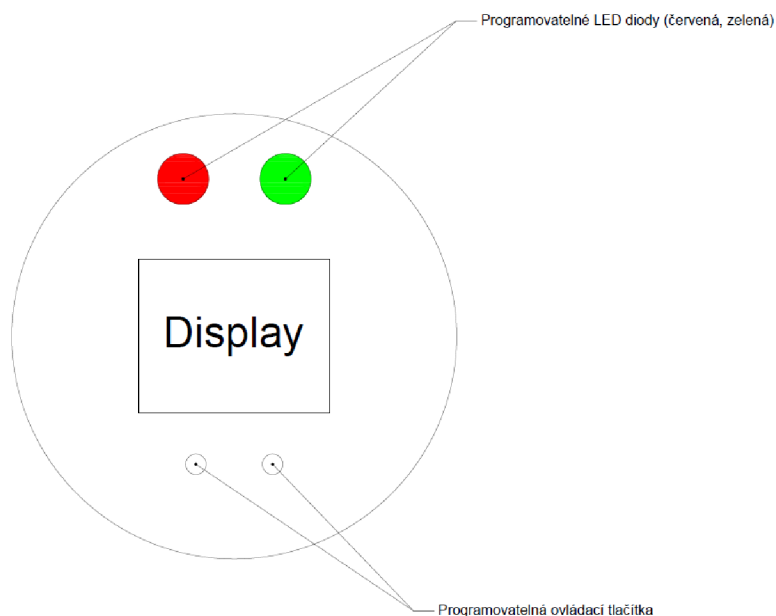 Programovatelné LED diody (červená, zelená)
Display
Programovatelná ovládací tlačítka